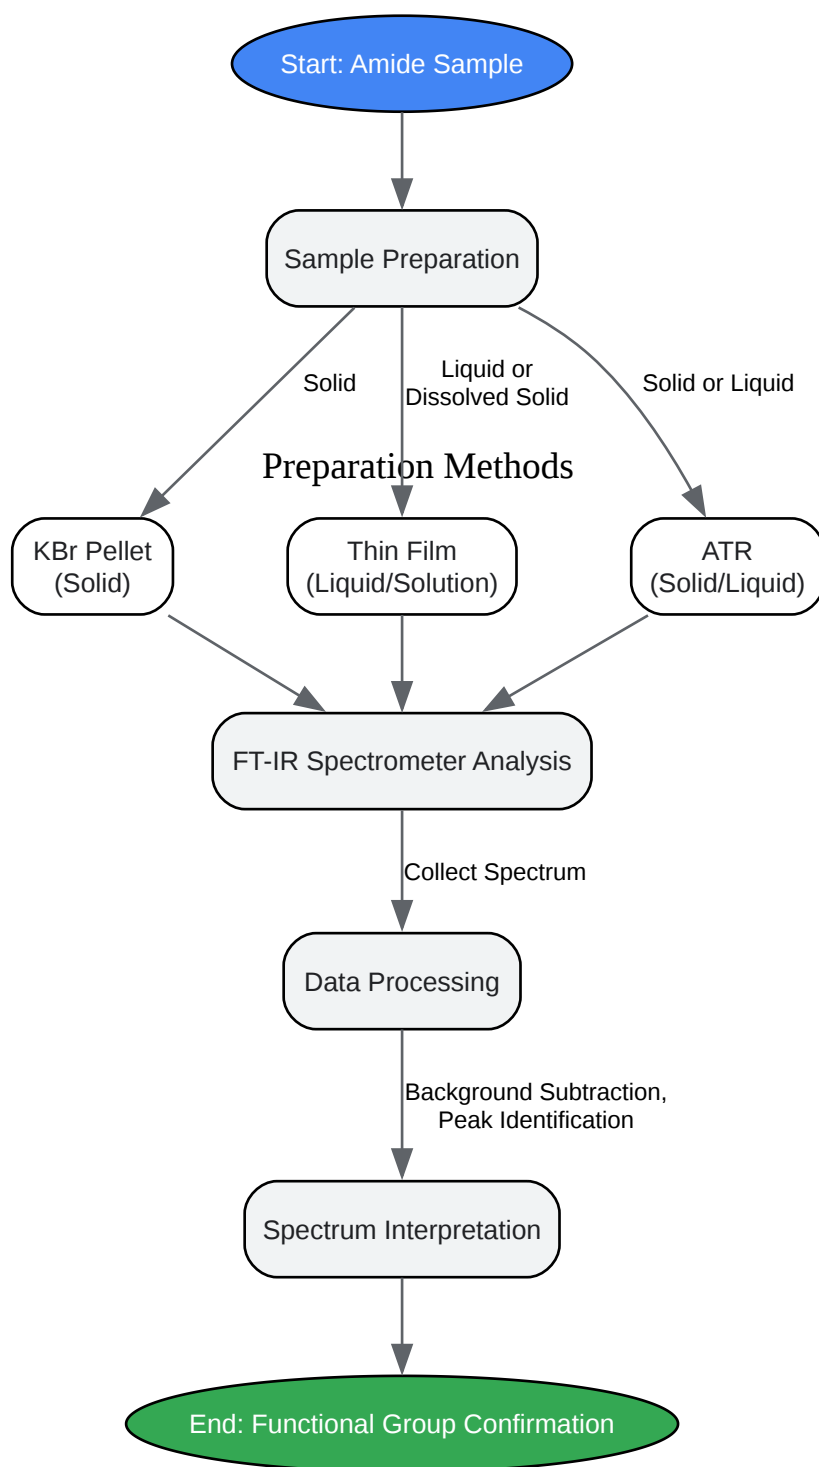 Start: Amide Sample
Sample Preparation
Solid
Liquid or
Dissolved Solid
Solid or Liquid
Preparation Methods
KBr Pellet
(Solid)
Thin Film
(Liquid/Solution)
ATR
(Solid/Liquid)
FT-IR Spectrometer Analysis
Collect Spectrum
Data Processing
Background Subtraction,
Peak Identification
Spectrum Interpretation
End: Functional Group Confirmation